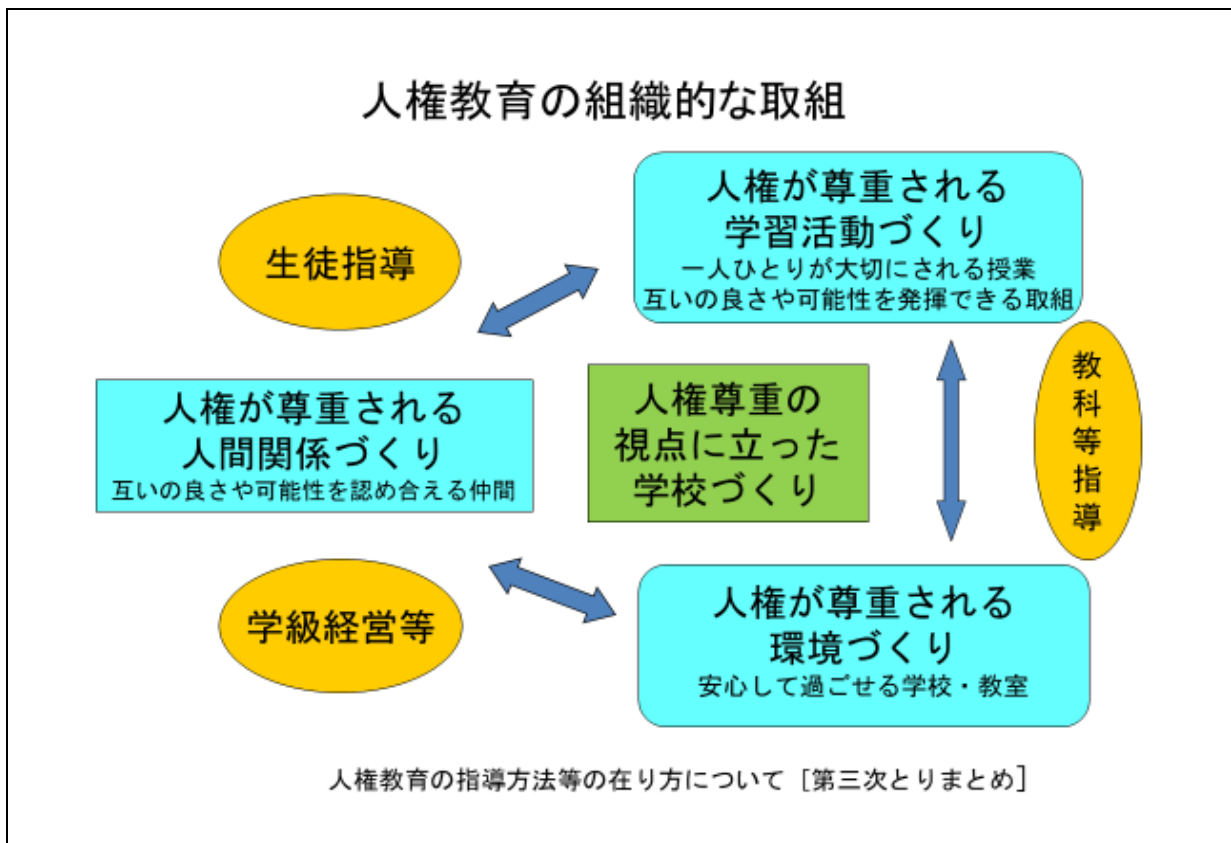 人権教育の組織的な取組
人権が尊重される
学習活動づくり
一人ひとりが大切にされる授業
互いの良さや可能性を発揮できる取組
生徒指導
人権が尊重される
人間関係づくり
互いの良さや可能性を認め合える仲間
人権尊重の
視点に立った
学校づくり
教科等指導
学級経営等
人権が尊重される
環境づくり
安心して過ごせる学校・教室
人権教育の指導方法等の在り方について［第三次とりまとめ］